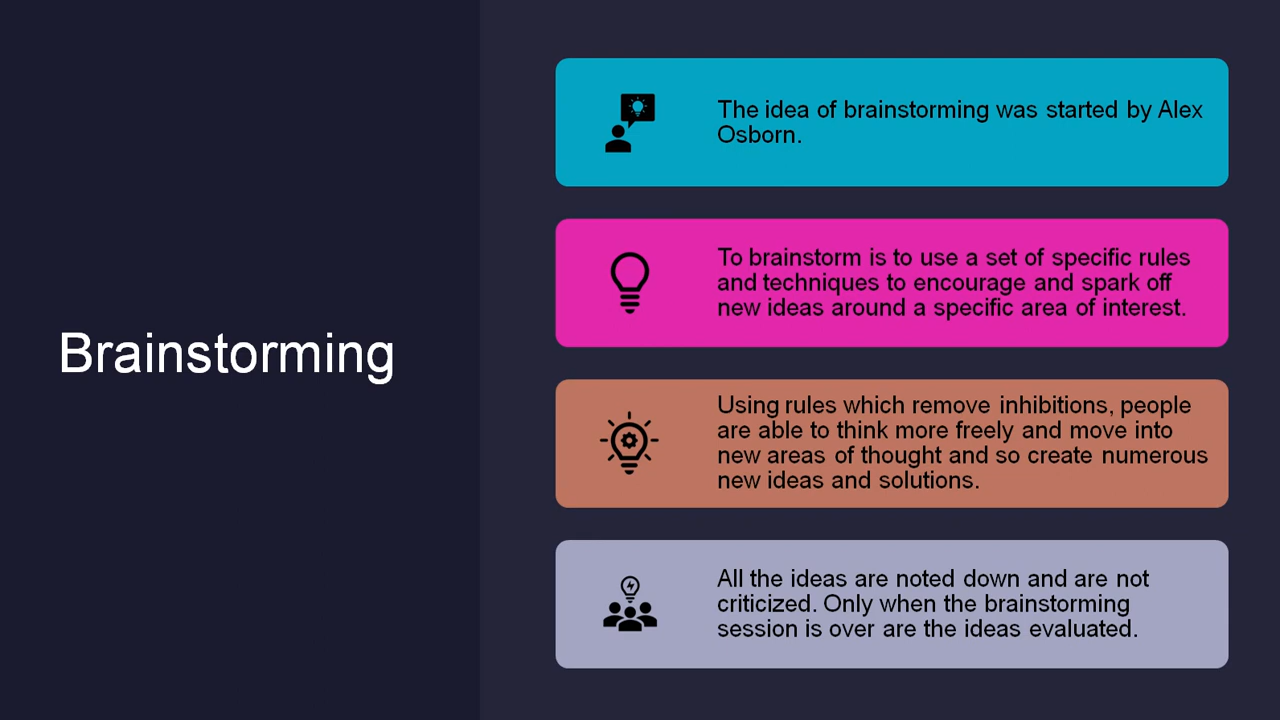 Brainstorming
The idea of brainstorming was started by Alex
Osborn.
To brainstorm is to use a set of specific rules
and techniques to encourage and spark off
new ideas around a specific area of interest.
Using rules which remove inhibitions, people
are able to think more freely and move into
new areas of thought and so create numerous
new ideas and solutions.
All the ideas are noted down and are not
criticized. Only when the brainstorming
session is over are the ideas evaluated.